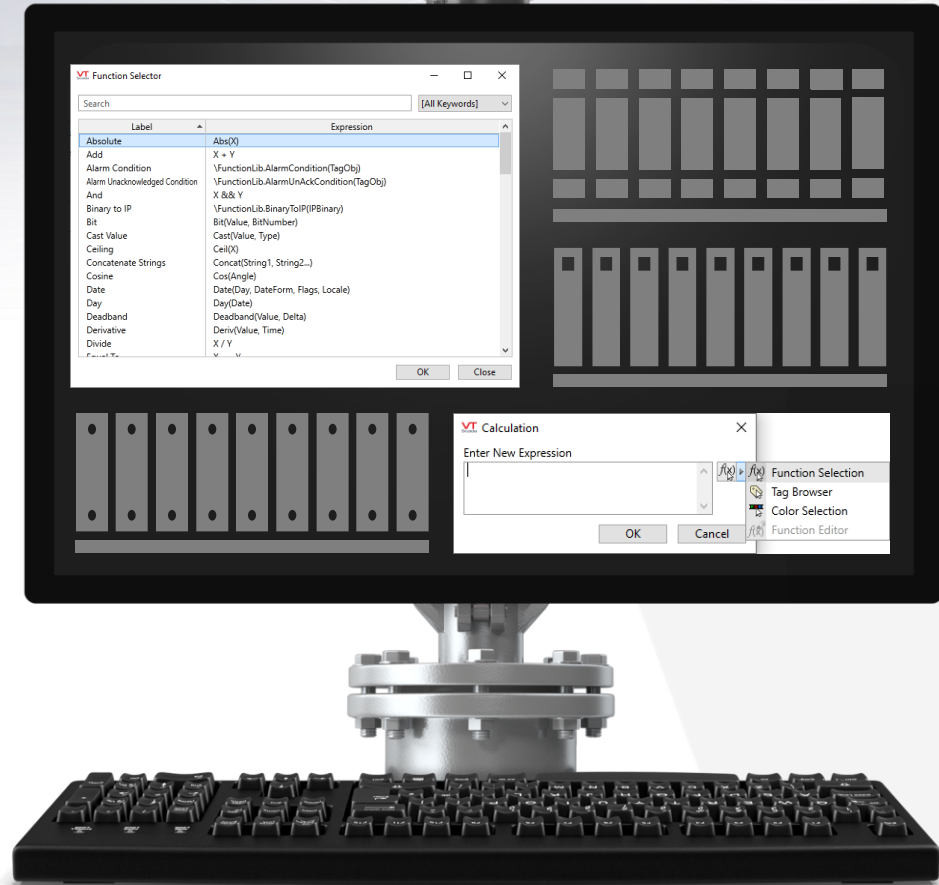 VT Function Selector
Search [All Keywords]
Label Expression
Absolute Abs(X)
Add X + Y
Alarm Condition \FunctionLib.AlarmCondition(TagObj)
Alarm Unacknowledged Condition \FunctionLib.AlarmUnAckCondition(TagObj)
And X && Y
Binary to IP \FunctionLib.BinaryToIP(IPBinary)
Bit Bit(Value, BitNumber)
Cast Value Cast(Value, Type)
Ceiling Ceil(X)
Concatenate Strings Concat(String1, String2...)
Cosine Cos(Angle)
Date Date(Day, DateForm, Flags, Locale)
Day Day(Date)
Deadband Deadband(Value, Delta)
Derivative Deriv(Value, Time)
Divide X / Y
OK Close
VT Calculation
Enter New Expression
f(x) f(x) Function Selection
Tag Browser
Color Selection
OK Cancel f(x) Function Editor